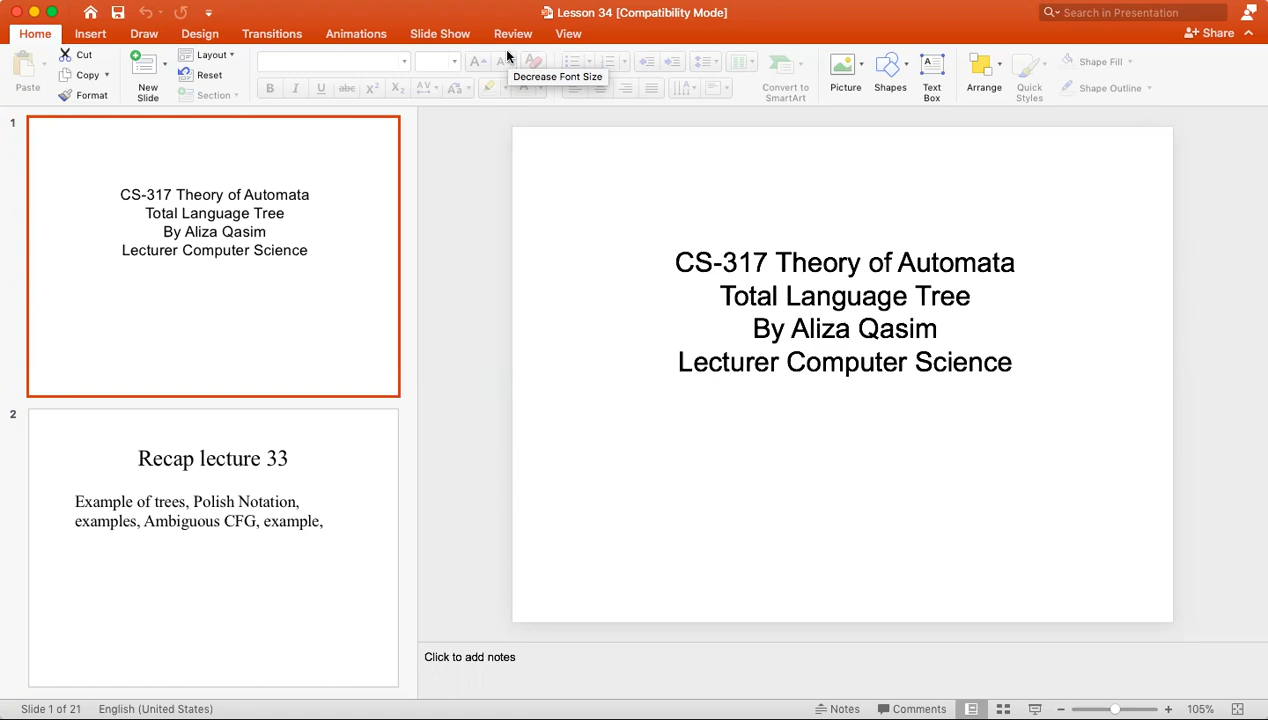 Lesson 34 [Compatibility Mode]
Search in Presentation
Home Insert Draw Design Transitions Animations Slide Show Review View
Share
Paste
Cut
Copy
Format
New Slide
Layout
Reset
Section
B I U abc X² X₂ AV Aa
Decrease Font Size
Convert to SmartArt
Picture
Shapes
Text Box
Arrange
Quick Styles
Shape Fill
Shape Outline
1
CS-317 Theory of Automata
Total Language Tree
By Aliza Qasim
Lecturer Computer Science
2
Recap lecture 33
Example of trees, Polish Notation,
examples, Ambiguous CFG, example,
CS-317 Theory of Automata
Total Language Tree
By Aliza Qasim
Lecturer Computer Science
Click to add notes
Slide 1 of 21 English (United States)
Notes Comments 105%